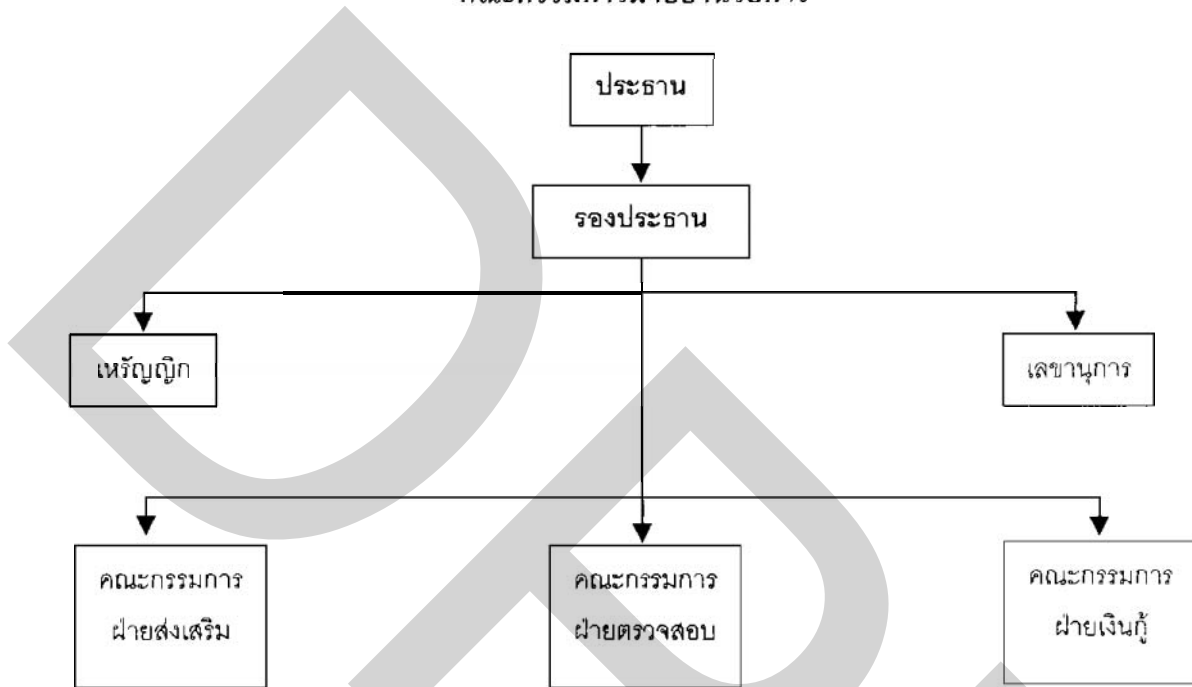 ประธาน
รองประธาน
เหรัญญิก
เลขานุการ
คณะกรรมการ
ฝ่ายส่งเสริม
คณะกรรมการ
ฝ่ายตรวจสอบ
คณะกรรมการ
ฝ่ายเงินกู้